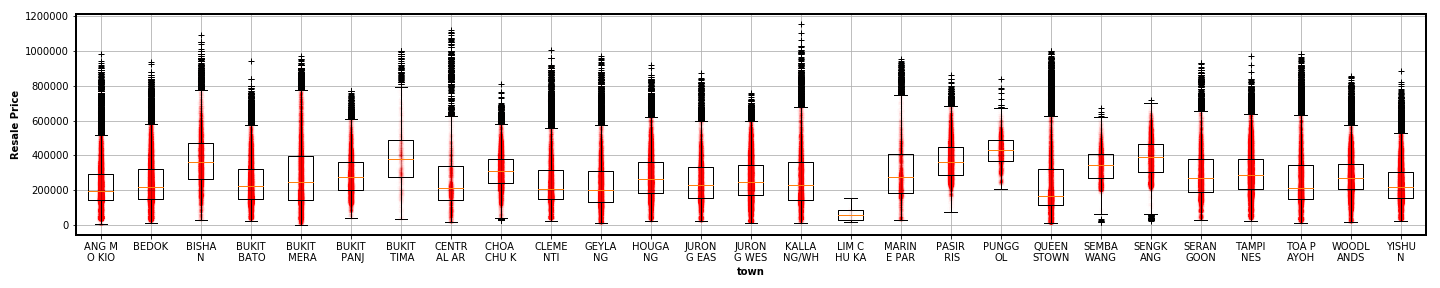 1200000
1000000
800000
600000
400000
200000
0
Resale Price
ANG M
O KIO
BEDOK
BISHA
N
BUKIT
BATO
BUKIT
MERA
BUKIT
PANJ
BUKIT
TIMA
CENTR
AL AR
CHOA
CHU K
CLEME
NTI
GEYLA
NG
HOUGA
NG
JURON
G EAS
JURON
G WES
KALLA
NG/WH
LIM C
HU KA
MARIN
E PAR
PASIR
RIS
PUNGG
OL
QUEEN
STOWN
SEMBA
WANG
SENGK
ANG
SERAN
GOON
TAMPI
NES
TOA P
AYOH
WOODL
ANDS
YISHU
N
town